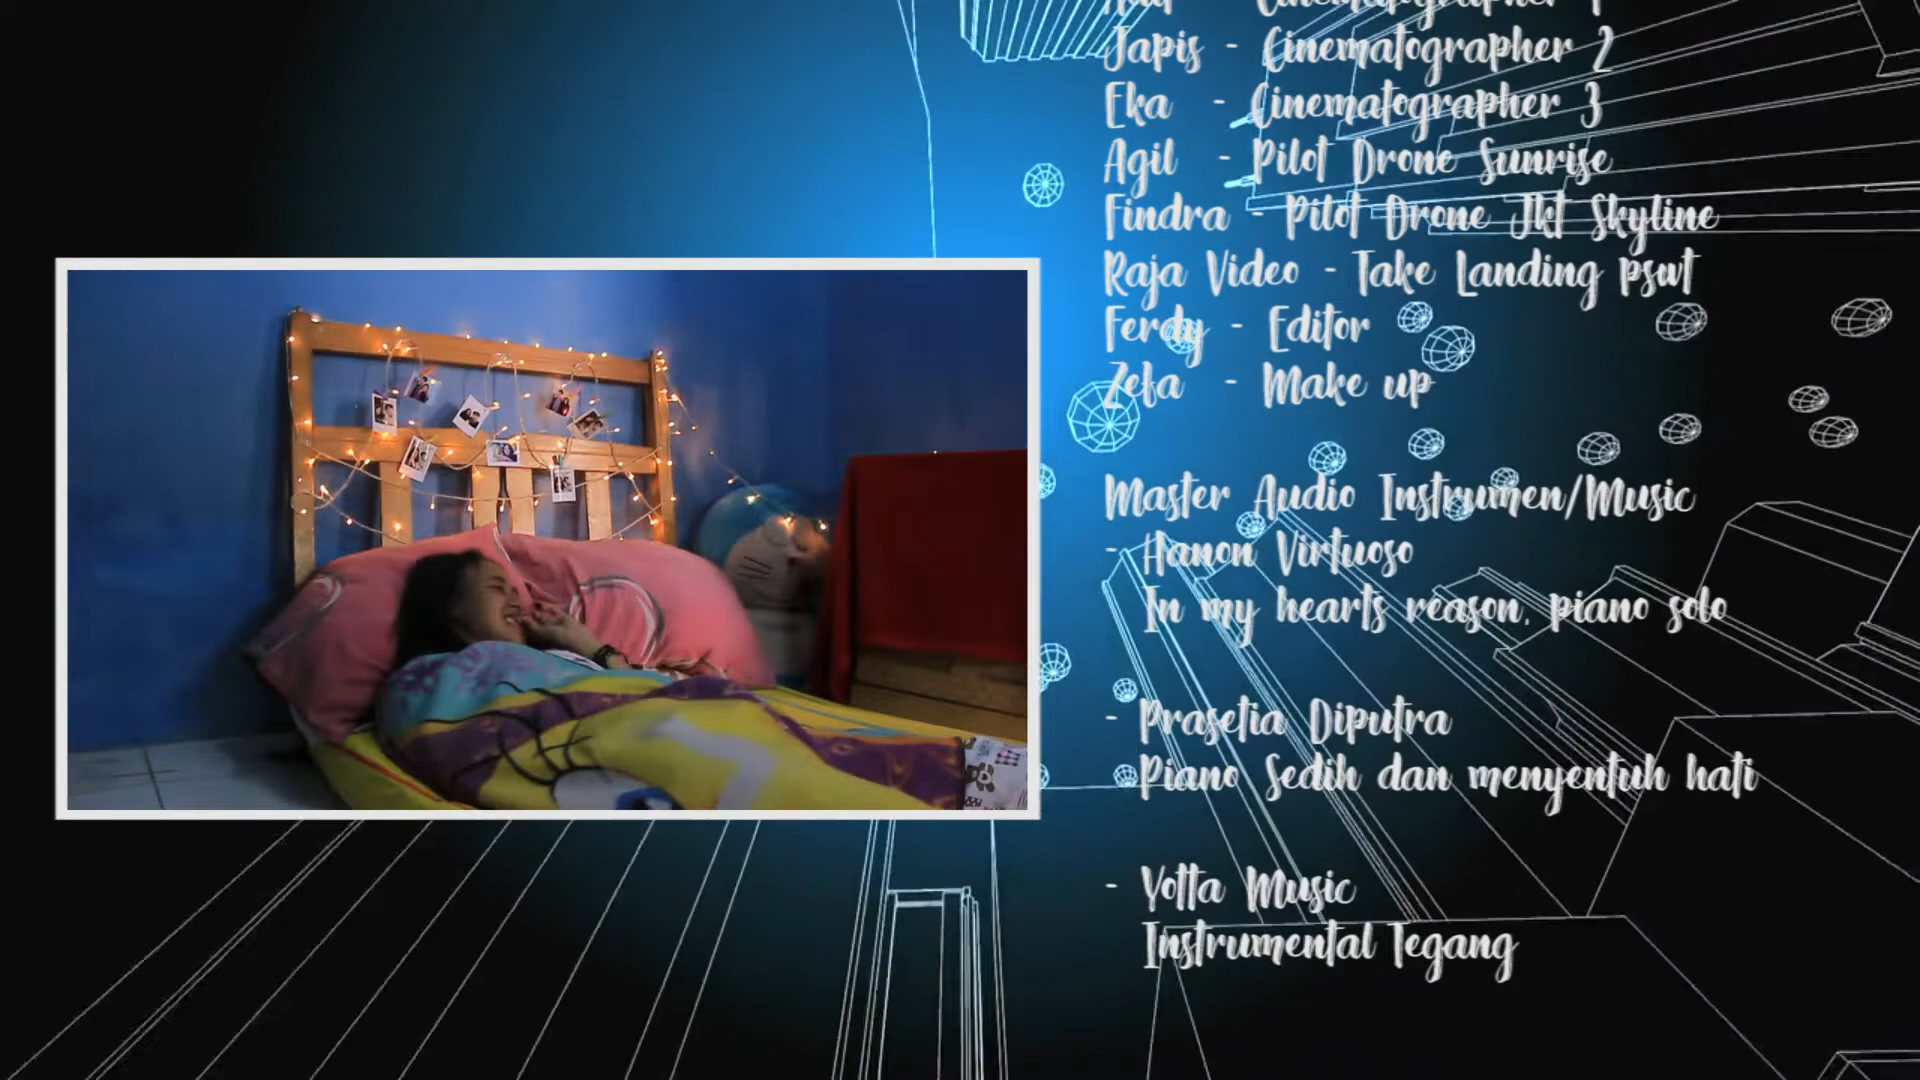 Cinematographer 1
Japis - Cinematographer 2
Eka - Cinematographer 3
Agil - Pilot Drone Sunrise
Findra - Pilot Drone Jkt Skyline
Raja Video - Take Landing pswt
Ferdy - Editor
Zefa - Make up
Master Audio Instrumen/Music
- Hanon Virtuoso
In my hearts reason, piano solo
- Prasetia Diputra
Piano Sedih dan menyentuh hati
- Yotta Music
Instrumental Tegang